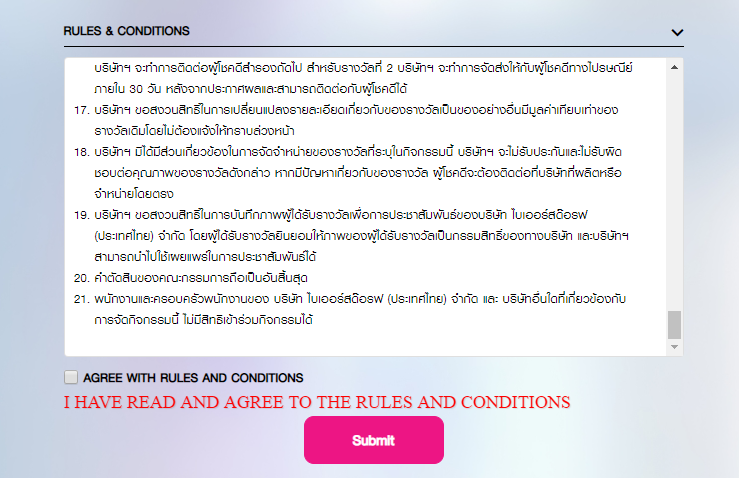 RULES & CONDITIONS
บริษัทฯ จะทำการติดต่อผู้โชคดีสำรองถัดไป สำหรับรางวัลที่ 2 บริษัทฯ จะทำการจัดส่งให้กับผู้โชคดีทางไปรษณีย์
ภายใน 30 วัน หลังจากประกาศผลและสามารถติดต่อกับผู้โชคดีได้
17. บริษัทฯ ขอสงวนสิทธิ์ในการเปลี่ยนแปลงรายละเอียดเกี่ยวกับของรางวัลเป็นของอย่างอื่นมีมูลค่าเทียบเท่าของ
รางวัลเดิมโดยไม่ต้องแจ้งให้ทราบล่วงหน้า
18. บริษัทฯ มิได้มีส่วนเกี่ยวข้องในการจัดจำหน่ายของรางวัลที่ระบุในกิจกรรมนี้ บริษัทฯ จะไม่รับประกันและไม่รับผิด
ชอบต่อคุณภาพของรางวัลดังกล่าว หากมีปัญหาเกี่ยวกับของรางวัล ผู้โชคดีจะต้องติดต่อที่บริษัทที่ผลิตหรือ
จำหน่ายโดยตรง
19. บริษัทฯ ขอสงวนสิทธิ์ในการบันทึกภาพผู้ได้รับรางวัลเพื่อการประชาสัมพันธ์ของบริษัท ไบเออร์สด๊อรฟ
(ประเทศไทย) จำกัด โดยผู้ได้รับรางวัลยินยอมให้ภาพของผู้ได้รับรางวัลเป็นกรรมสิทธิ์ของทางบริษัท และบริษัทฯ
สามารถนำไปใช้เผยแพร่ในการประชาสัมพันธ์ได้
20. คำตัดสินของคณะกรรมการถือเป็นอันสิ้นสุด
21. พนักงานและครอบครัวพนักงานของ บริษัท ไบเออร์สด๊อรฟ (ประเทศไทย) จำกัด และ บริษัทอื่นใดที่เกี่ยวข้องกับ
การจัดกิจกรรมนี้ ไม่มีสิทธิเข้าร่วมกิจกรรมได้
AGREE WITH RULES AND CONDITIONS
I HAVE READ AND AGREE TO THE RULES AND CONDITIONS
Submit